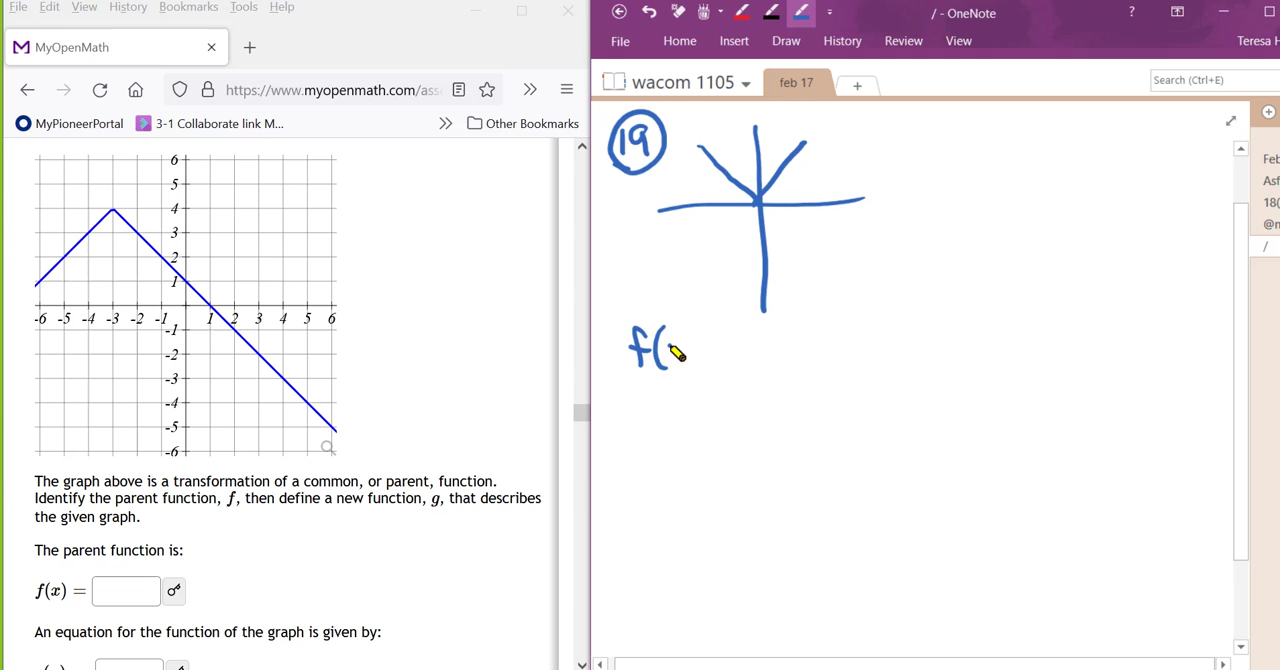 File Edit View History Bookmarks Tools Help
MyOpenMath
https://www.myopenmath.com/ass
MyPioneerPortal 3-1 Collaborate link M... Other Bookmarks
6
5
4
3
2
1
-6 -5 -4 -3 -2 -1 1 2 3 4 5 6
-1
-2
-3
-4
-5
-6
The graph above is a transformation of a common, or parent, function.
Identify the parent function, f, then define a new function, g, that describes
the given graph.
The parent function is:
f(x) =
An equation for the function of the graph is given by:
/ - OneNote
File Home Insert Draw History Review View Teresa H
wacom 1105 feb 17 Search (Ctrl+E)
19
f(
Feb
Asf
18(
@n
/